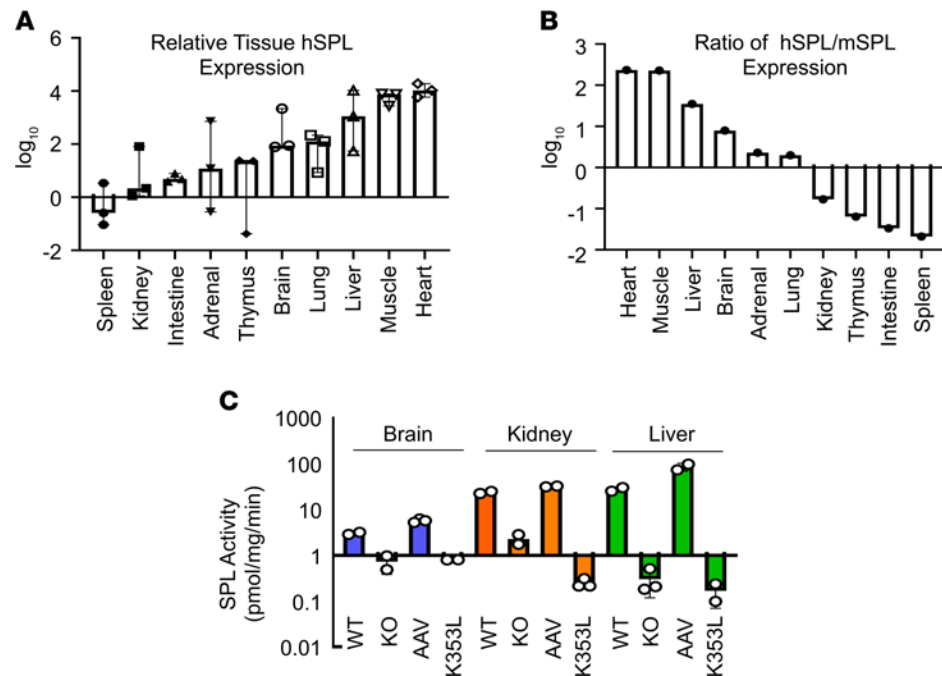 A
Relative Tissue hSPL
Expression
log10
6
4
2
0
-2
Spleen
Kidney
Intestine
Adrenal
Thymus
Brain
Lung
Liver
Muscle
Heart
B
Ratio of hSPL/mSPL
Expression
log10
3
2
1
0
-1
-2
Heart
Muscle
Liver
Brain
Adrenal
Lung
Kidney
Thymus
Intestine
Spleen
C
SPL Activity
(pmol/mg/min)
1000
100
10
1
0.1
0.01
Brain
Kidney
Liver
WT
KO
AAV
K353L
WT
KO
AAV
K353L
WT
KO
AAV
K353L